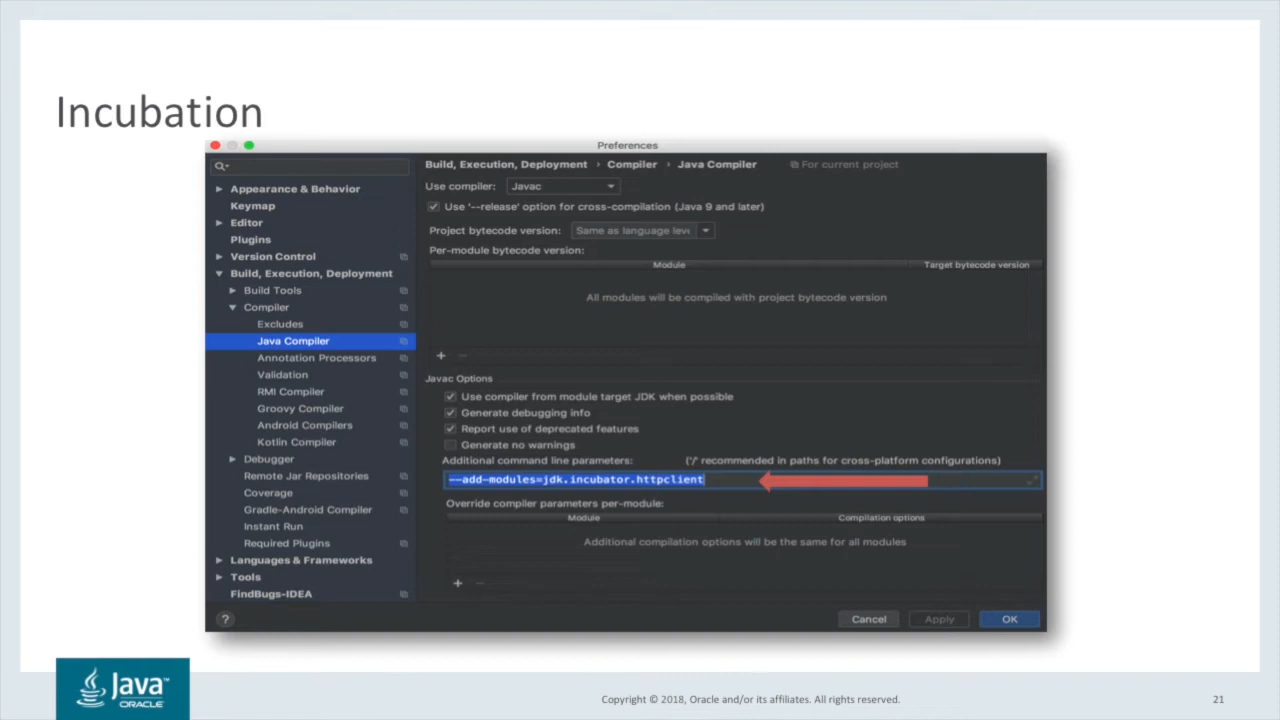 Incubation
Preferences
Appearance & Behavior
Keymap
Editor
Plugins
Version Control
Build, Execution, Deployment
Build Tools
Compiler
Excludes
Java Compiler
Annotation Processors
Validation
RMI Compiler
Groovy Compiler
Android Compilers
Kotlin Compiler
Debugger
Remote Jar Repositories
Coverage
Gradle-Android Compiler
Instant Run
Required Plugins
Languages & Frameworks
Tools
FindBugs-IDEA
Build, Execution, Deployment › Compiler › Java Compiler For current project
Use compiler: Javac
Use '--release' option for cross-compilation (Java 9 and later)
Project bytecode version: Same as language leve
Per-module bytecode version:
Module Target bytecode version
All modules will be compiled with project bytecode version
Javac Options
Use compiler from module target JDK when possible
Generate debugging info
Report use of deprecated features
Generate no warnings
Additional command line parameters: ('/' recommended in paths for cross-platform configurations)
--add-modules=jdk.incubator.httpclient
Override compiler parameters per-module:
Module Compilation options
Additional compilation options will be the same for all modules
? Cancel Apply OK
Java™
ORACLE
Copyright © 2018, Oracle and/or its affiliates. All rights reserved. 21